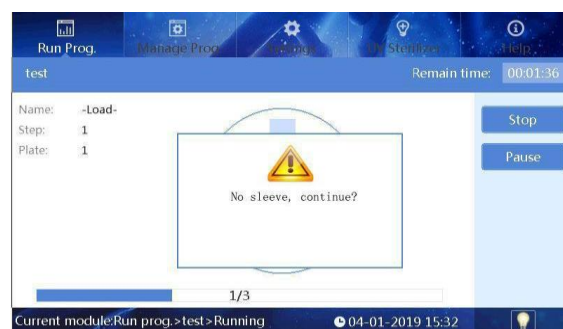 Run Prog.
Manage Prog.
Settings
UV Sterilizer
Help
test
Remain time: 00:01:36
Name: -Load-
Step: 1
Plate: 1
Stop
Pause
No sleeve, continue?
1/3
Current module:Run prog.>test>Running
04-01-2019 15:32